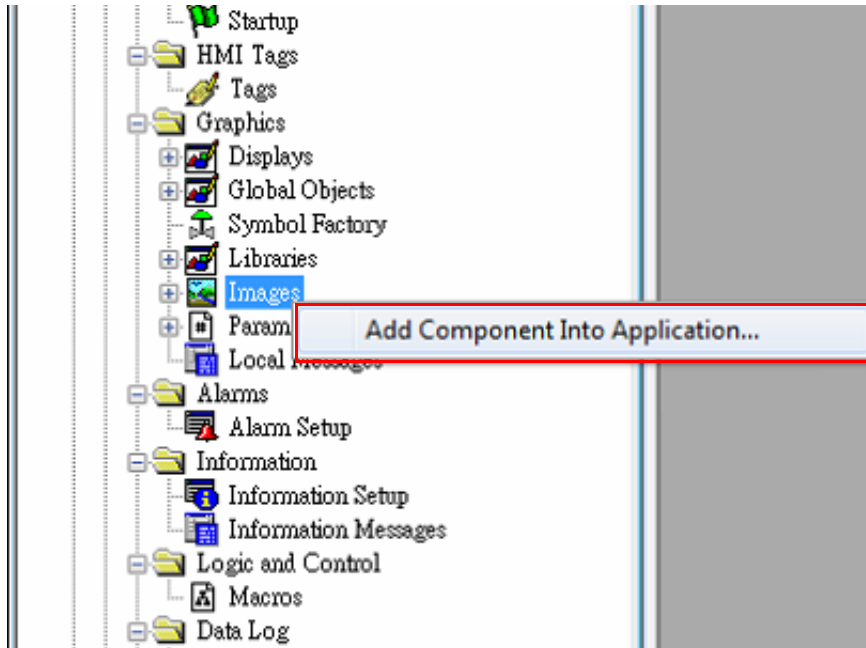 Startup
HMI Tags
Tags
Graphics
Displays
Global Objects
Symbol Factory
Libraries
Images
Add Component Into Application...
Param
Local Messages
Alarms
Alarm Setup
Information
Information Setup
Information Messages
Logic and Control
Macros
Data Log